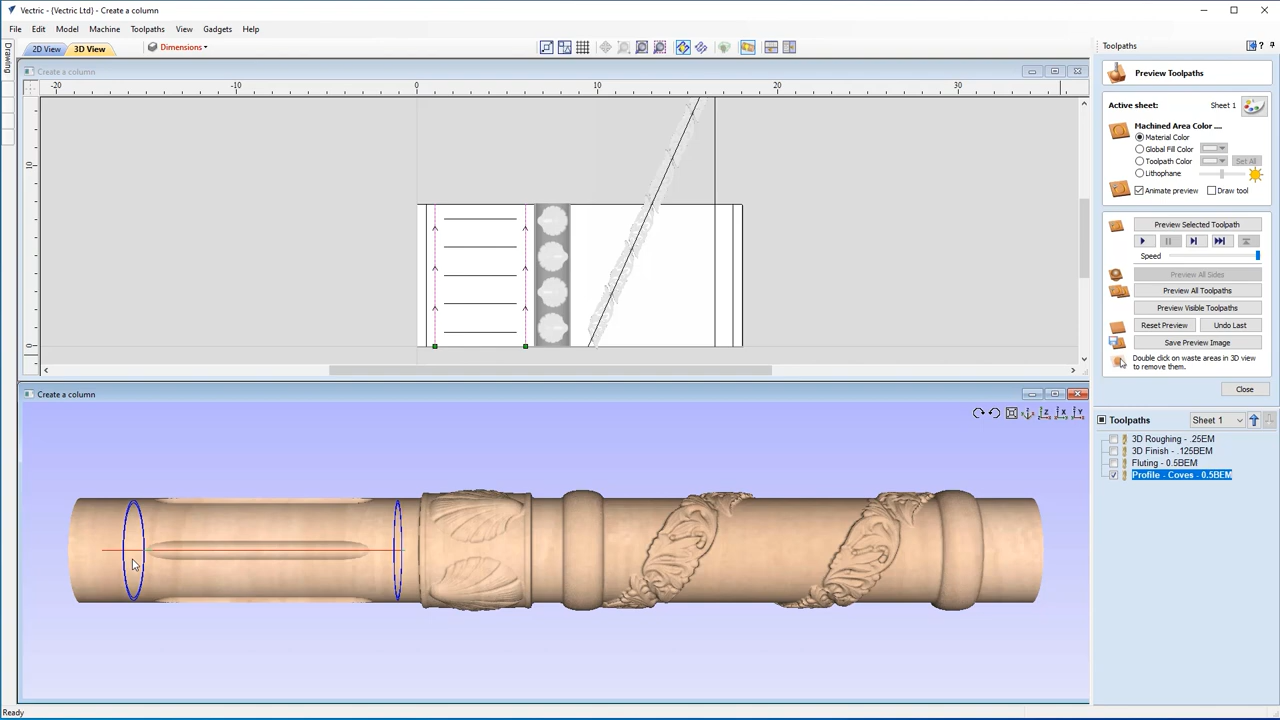 Vectric - {Vectric Ltd} - Create a column
File Edit Model Machine Toolpaths View Gadgets Help
2D View 3D View Dimensions
Drawing
Create a column
-20 -10 0 10 20 30
10
0
Create a column
Z X Y
Ready
Toolpaths
Preview Toolpaths
Active sheet: Sheet 1
Machined Area Color ....
Material Color
Global Fill Color
Toolpath Color Set All
Lithophane
Animate preview Draw tool
Preview Selected Toolpath
Speed
Preview All Sides
Preview All Toolpaths
Preview Visible Toolpaths
Reset Preview Undo Last
Save Preview Image
Double click on waste areas in 3D view
to remove them.
Close
Toolpaths Sheet 1
3D Roughing - .25EM
3D Finish - .125BEM
Fluting - 0.5BEM
Profile - Coves - 0.5BEM